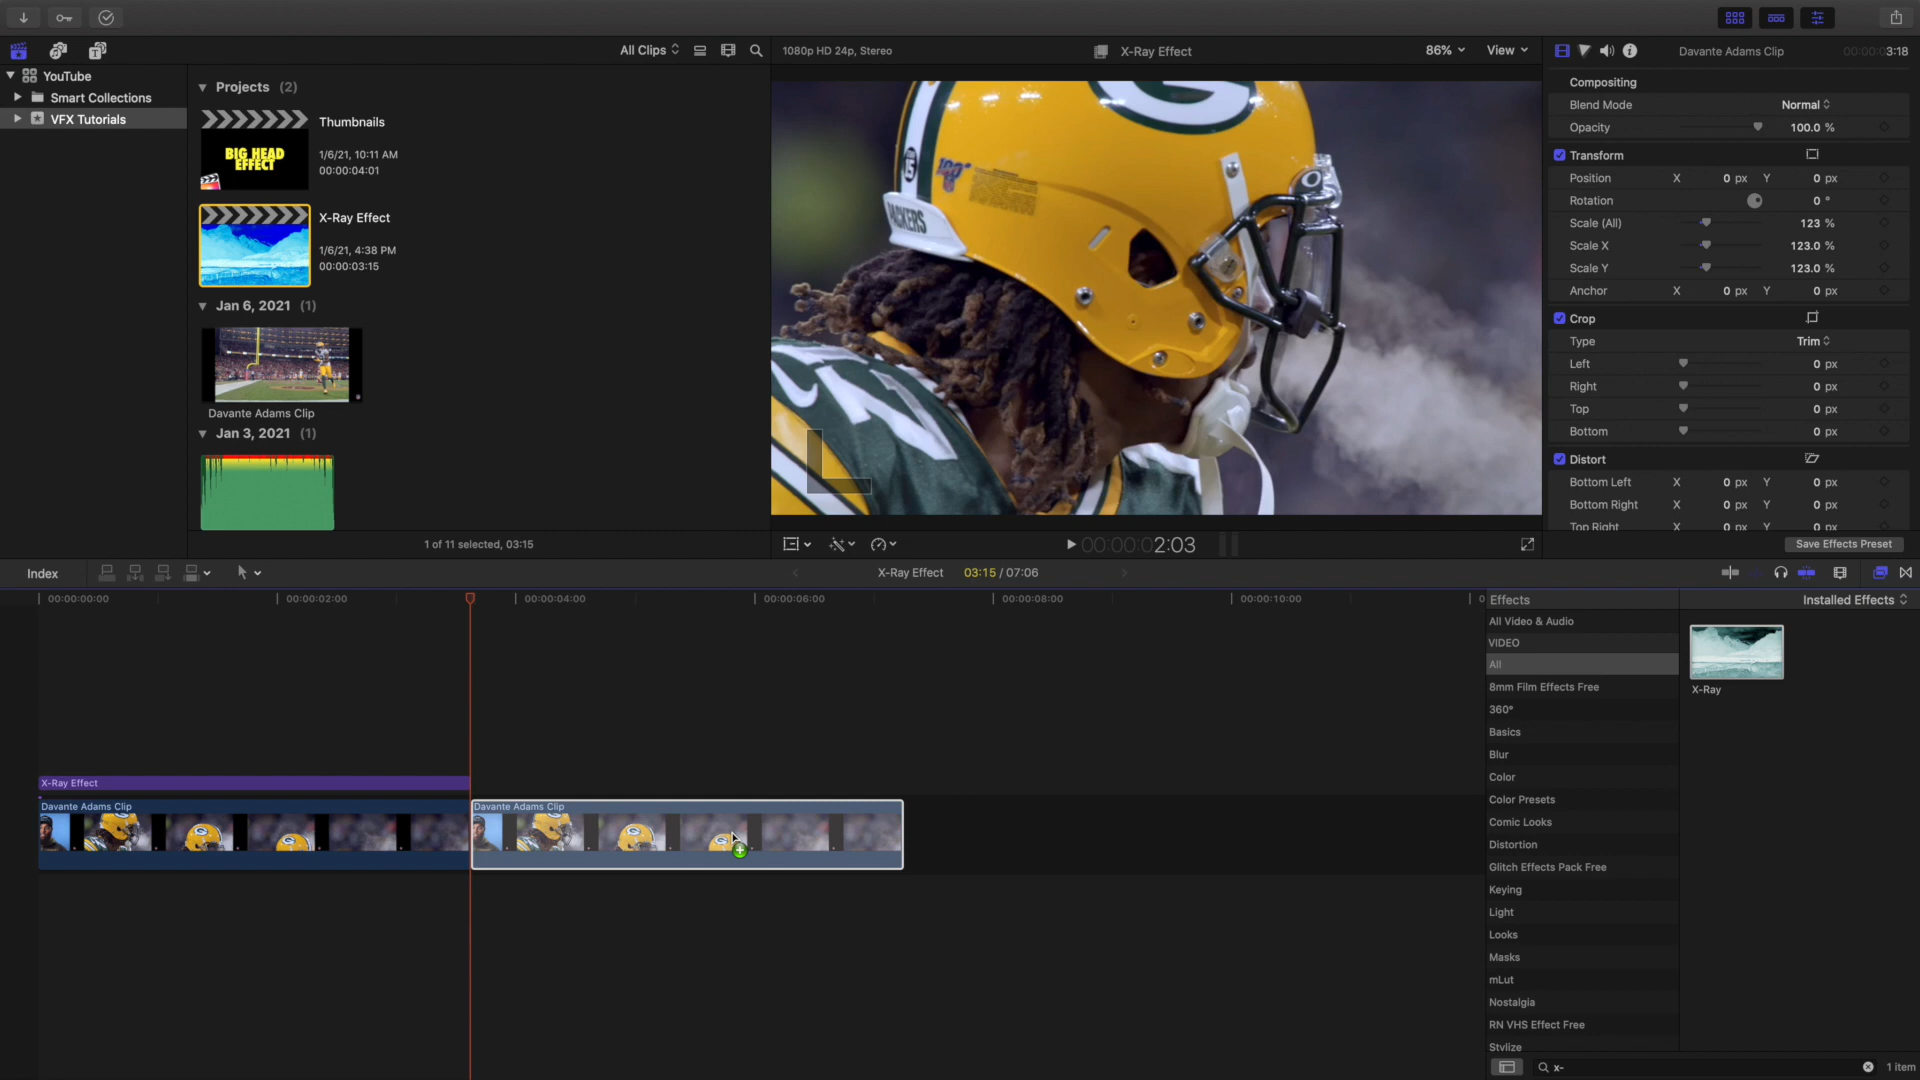 All Clips
1080p HD 24p, Stereo
X-Ray Effect
86%
View
Davante Adams Clip
00:00:03:18
YouTube
Smart Collections
VFX Tutorials
Projects (2)
Thumbnails
1/6/21, 10:11 AM
00:00:04:01
BIG HEAD
EFFECT
X-Ray Effect
1/6/21, 4:38 PM
00:00:03:15
Jan 6, 2021 (1)
Davante Adams Clip
Jan 3, 2021 (1)
1 of 11 selected, 03:15
PACKERS
G
15
100
Compositing
Blend Mode Normal
Opacity 100.0 %
Transform
Position X 0 px Y 0 px
Rotation 0 °
Scale (All) 123 %
Scale X 123.0 %
Scale Y 123.0 %
Anchor X 0 px Y 0 px
Crop
Type Trim
Left 0 px
Right 0 px
Top 0 px
Bottom 0 px
Distort
Bottom Left X 0 px Y 0 px
Bottom Right X 0 px Y 0 px
Top Right X 0 px Y 0 px
Save Effects Preset
00:00:02:03
Index
X-Ray Effect 03:15 / 07:06
00:00:00:00
00:00:02:00
00:00:04:00
00:00:06:00
00:00:08:00
00:00:10:00
X-Ray Effect
Davante Adams Clip
Davante Adams Clip
Effects
Installed Effects
All Video & Audio
VIDEO
All
8mm Film Effects Free
360°
Basics
Blur
Color
Color Presets
Comic Looks
Distortion
Glitch Effects Pack Free
Keying
Light
Looks
Masks
mLut
Nostalgia
RN VHS Effect Free
Stylize
X-Ray
x-
1 item